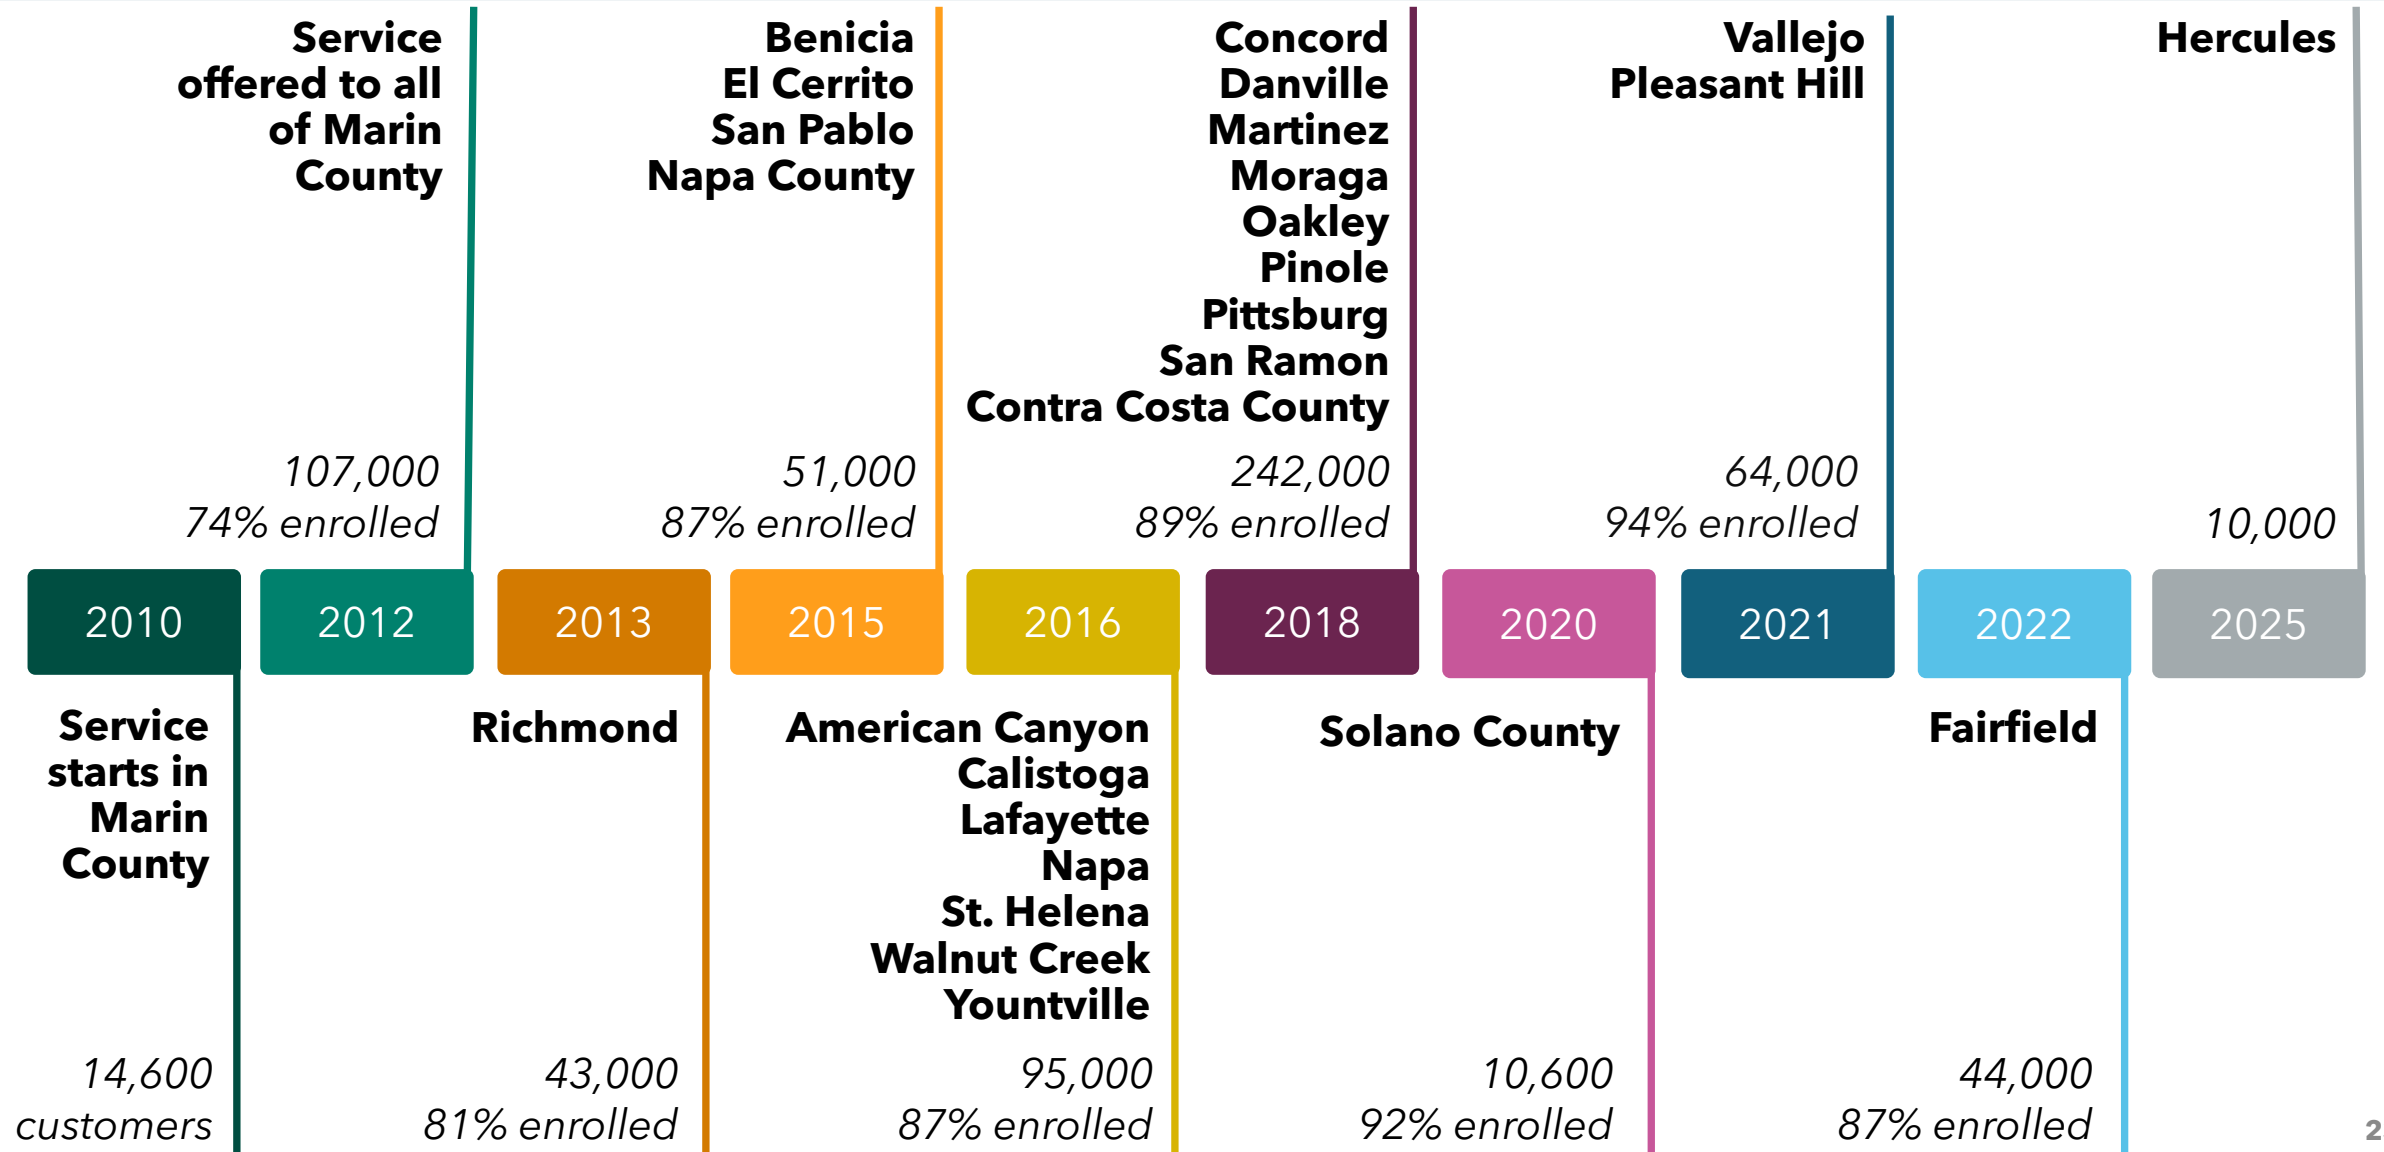 Service
offered to all
of Marin
County
107,000
74% enrolled
Benicia
El Cerrito
San Pablo
Napa County
51,000
87% enrolled
Concord
Danville
Martinez
Moraga
Oakley
Pinole
Pittsburg
San Ramon
Contra Costa County
242,000
89% enrolled
Vallejo
Pleasant Hill
64,000
94% enrolled
Hercules
10,000
2010
2012
2013
2015
2016
2018
2020
2021
2022
2025
Service
starts in
Marin
County
14,600
customers
Richmond
43,000
81% enrolled
American Canyon
Calistoga
Lafayette
Napa
St. Helena
Walnut Creek
Yountville
95,000
87% enrolled
Solano County
10,600
92% enrolled
Fairfield
44,000
87% enrolled
2